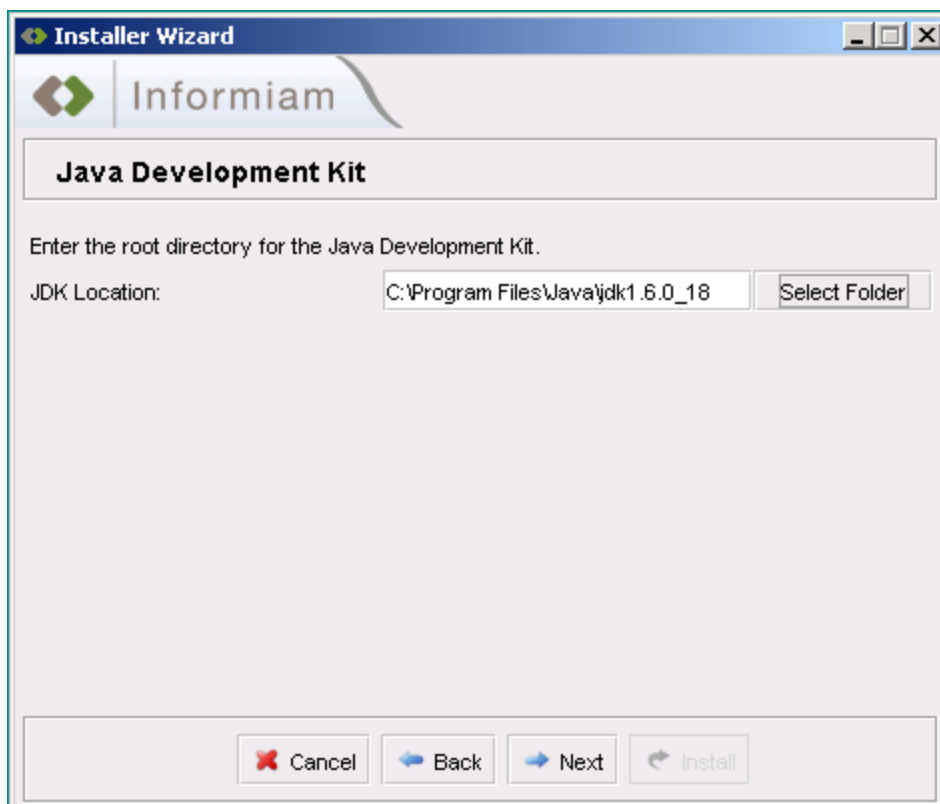 Installer Wizard
Informiam
Java Development Kit
Enter the root directory for the Java Development Kit.
JDK Location: C:\Program Files\Java\jdk1.6.0_18 Select Folder
Cancel Back Next Install